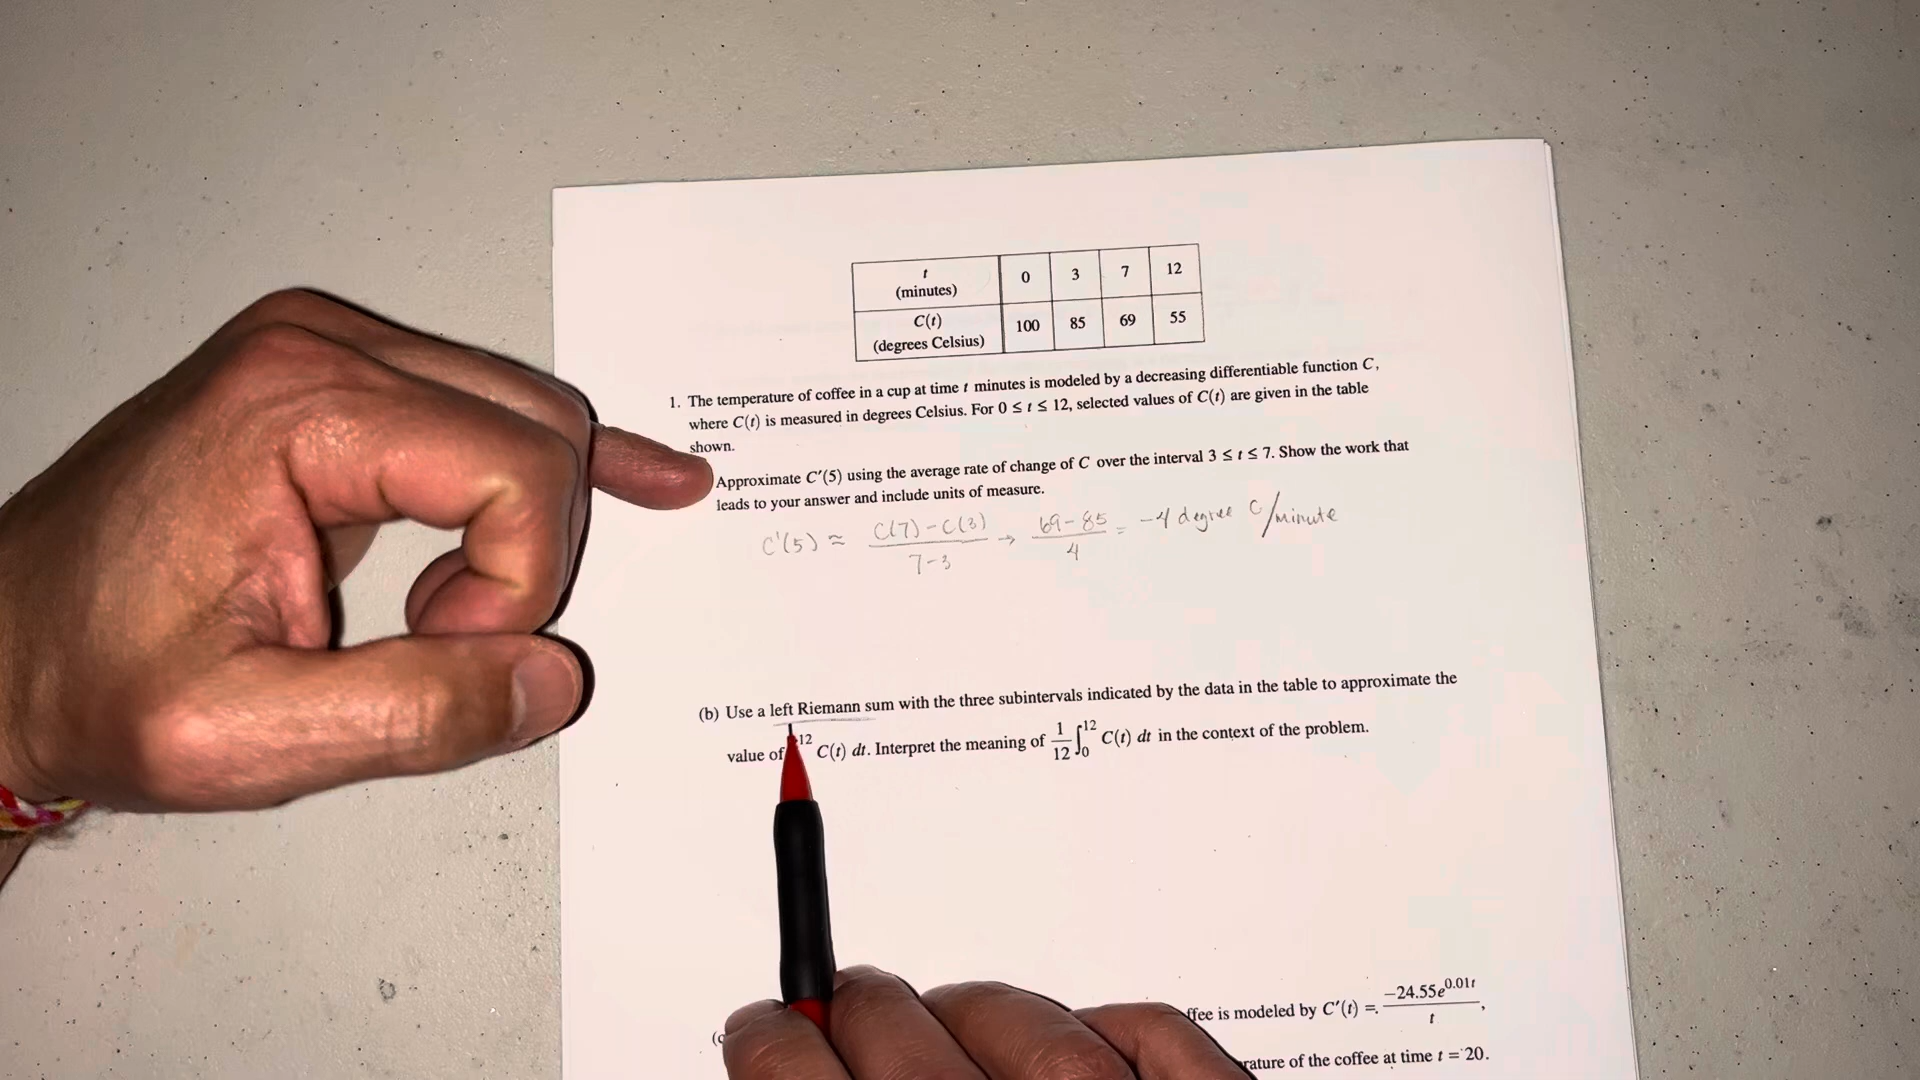 t
(minutes) 0 3 7 12
C(t)
(degrees Celsius) 100 85 69 55
1. The temperature of coffee in a cup at time t minutes is modeled by a decreasing differentiable function C,
where C(t) is measured in degrees Celsius. For 0 ≤ t ≤ 12, selected values of C(t) are given in the table
shown.
Approximate C′(5) using the average rate of change of C over the interval 3 ≤ t ≤ 7. Show the work that
leads to your answer and include units of measure.
C'(5) ≈ C(7)-C(3) / 7-3 → 69-85 / 4 = -4 degree C/minute
(b) Use a left Riemann sum with the three subintervals indicated by the data in the table to approximate the
value of 12 C(t) dt. Interpret the meaning of 1/12 ∫₀¹² C(t) dt in the context of the problem.
ffee is modeled by C′(t) = −24.55e^0.01t / t,
rature of the coffee at time t = 20.